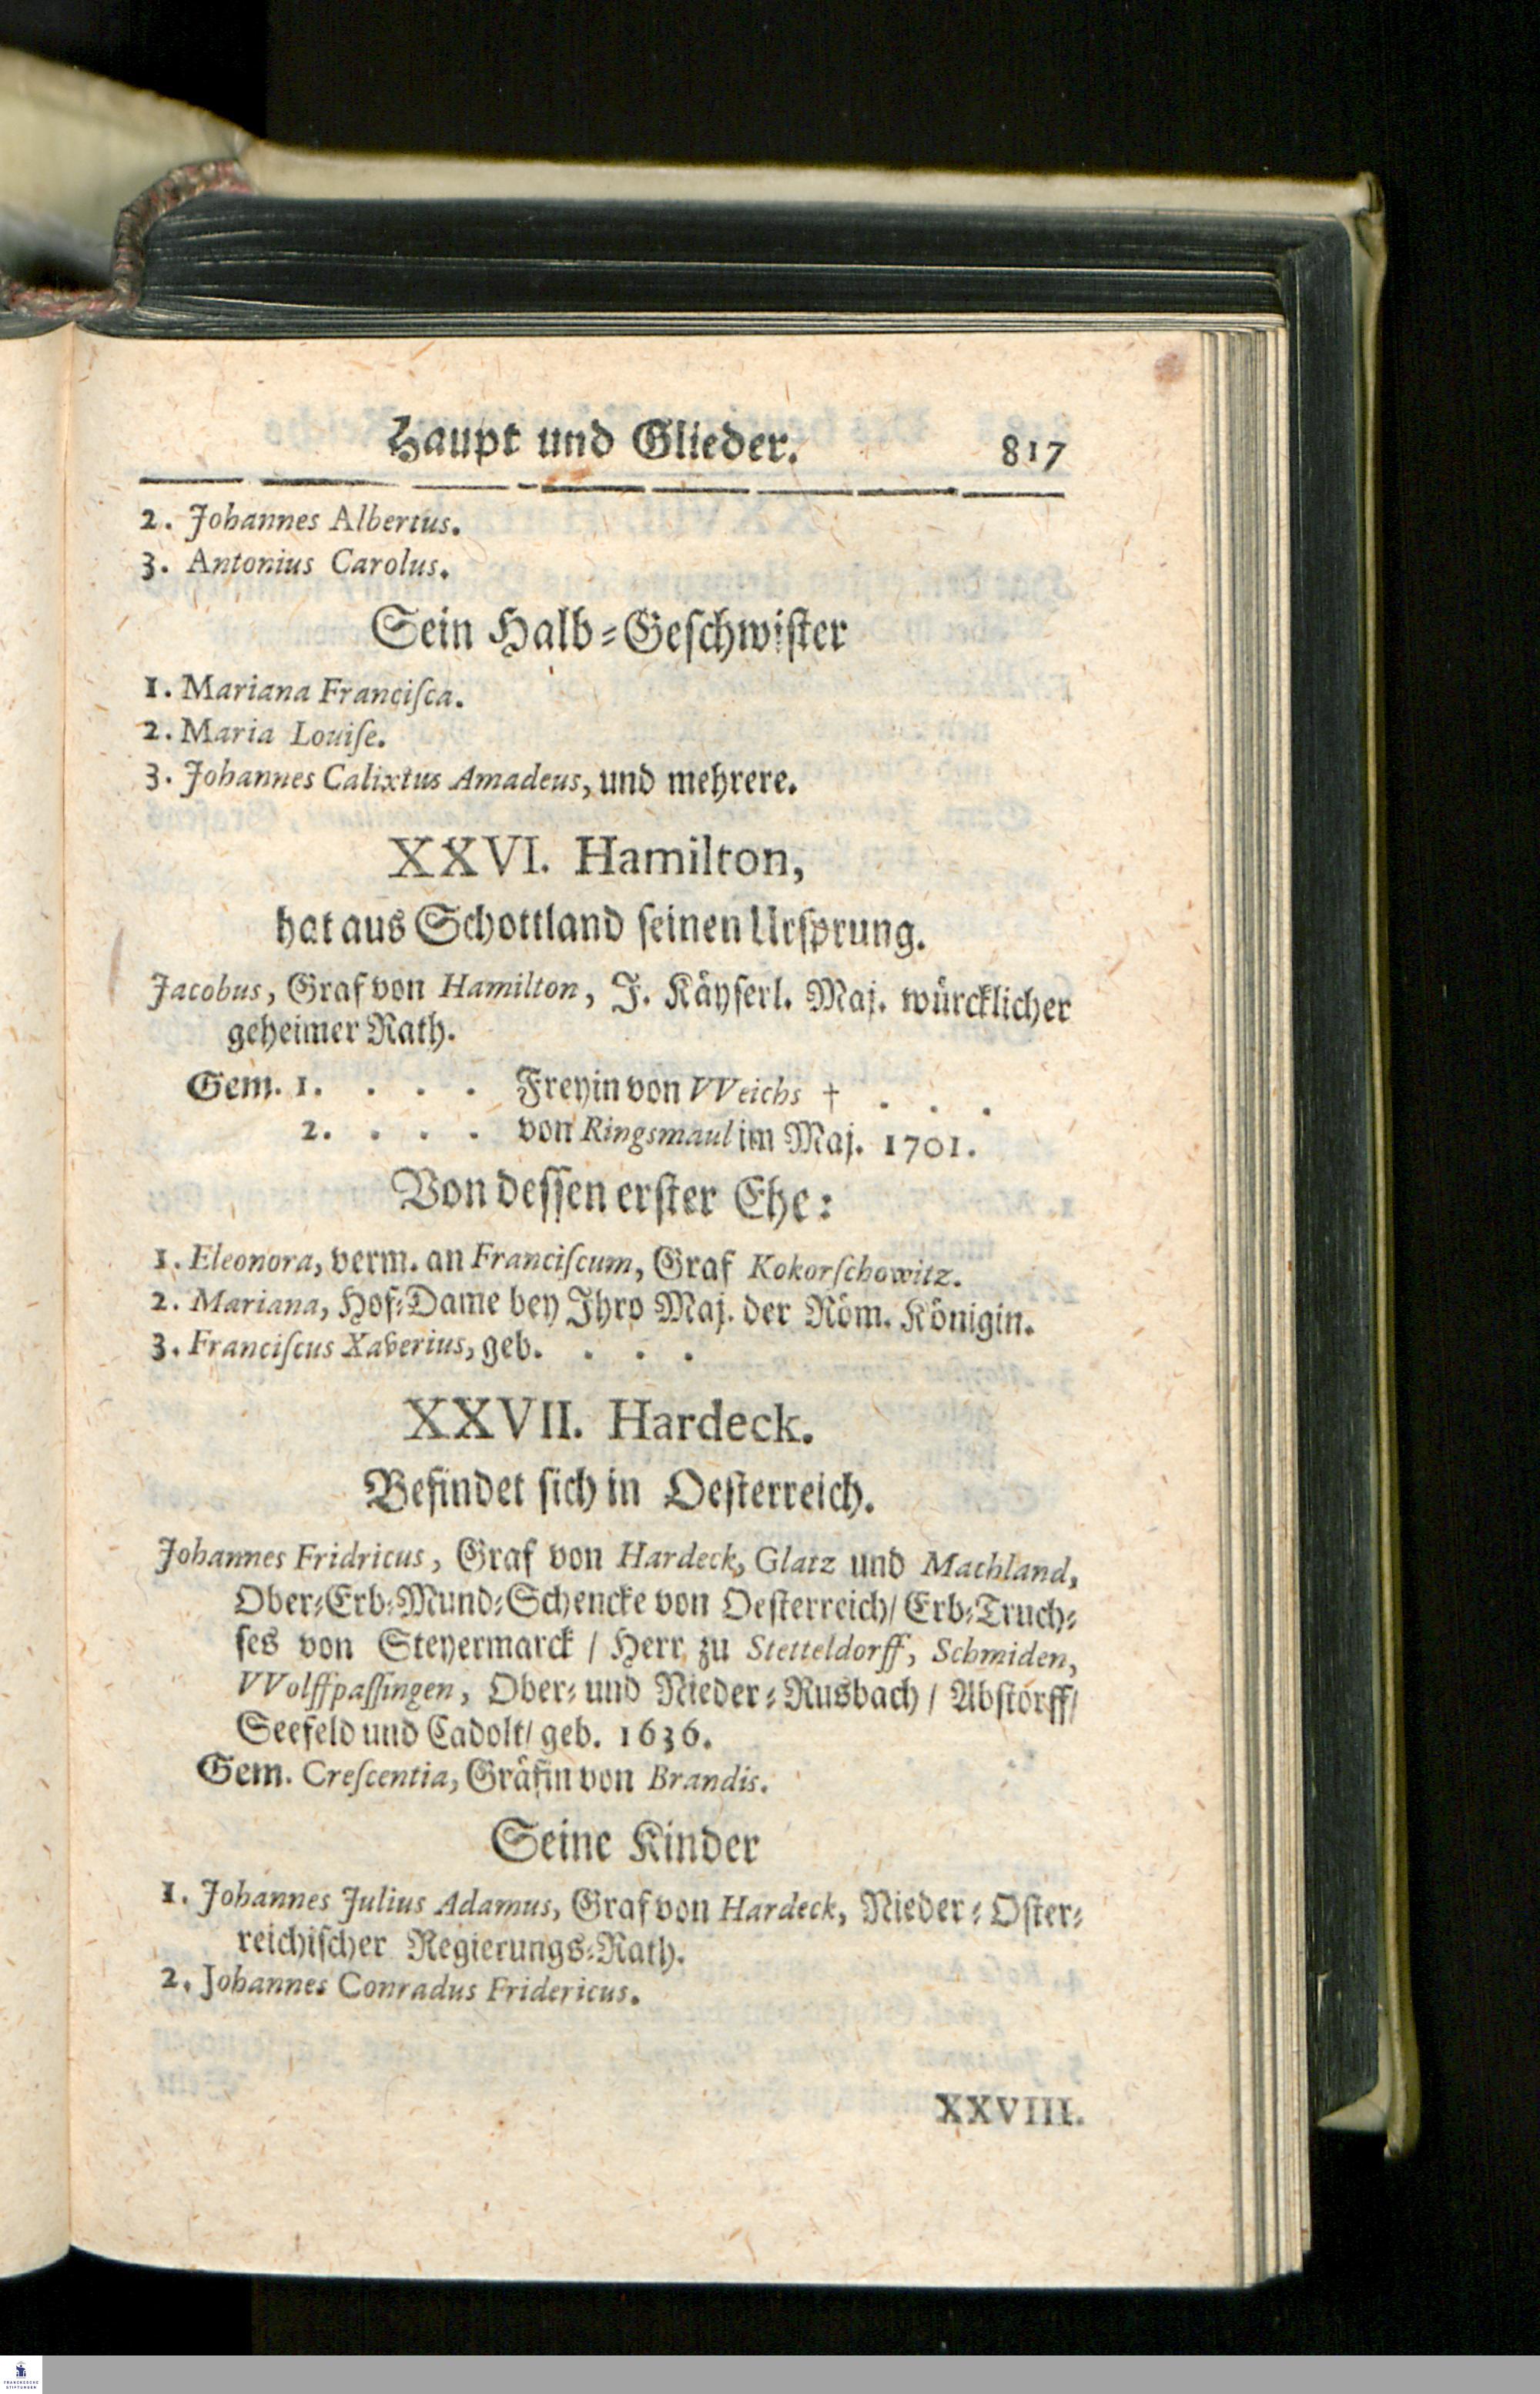 Haupt und Glieder. 817
2. Johannes Albertus.
3. Antonius Carolus.
Sein Halb-Geschwister
1. Mariana Francisca.
2. Maria Louise.
3. Johannes Calixtus Amadeus, und mehrere.
XXVI. Hamilton,
hat aus Schottland seinen Ursprung.
Jacobus, Graf von Hamilton, J. Käyserl. Maj. würcklicher
geheimer Rath.
Gem. 1. . . . Freyin von VVeichs † . . .
2. . . . von Ringsmaul im Maj. 1701.
Von dessen erster Ehe:
1. Eleonora, verm. an Franciscum, Graf Kokorschowitz.
2. Mariana, Hof-Dame bey Ihro Maj. der Röm. Königin.
3. Franciscus Xaverius, geb. . . .
XXVII. Hardeck.
Befindet sich in Oesterreich.
Johannes Fridricus, Graf von Hardeck, Glatz und Machland,
Ober-Erb-Mund-Schencke von Oesterreich/ Erb-Truch-
ses von Steyermarck / Herr zu Stetteldorff, Schmiden,
VVolffpassingen, Ober- und Nieder-Rusbach / Abstorff/
Seefeld und Cadolt/ geb. 1636.
Gem. Crescentia, Gräfin von Brandis.
Seine Kinder
1. Johannes Julius Adamus, Graf von Hardeck, Nieder-Oster-
reichischer Regierungs-Rath.
2. Johannes Conradus Fridericus.
XXVIII.
FRANCKESCHE
STIFTUNGEN